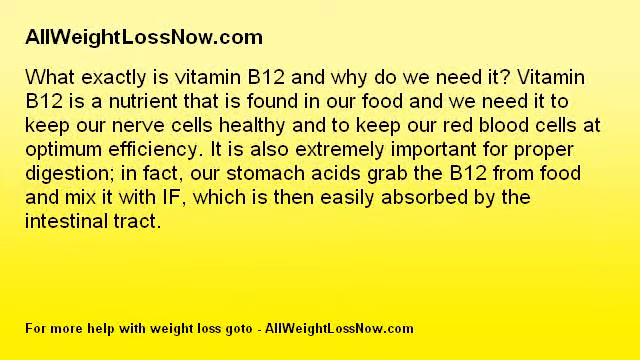 AllWeightLossNow.com
What exactly is vitamin B12 and why do we need it? Vitamin
B12 is a nutrient that is found in our food and we need it to
keep our nerve cells healthy and to keep our red blood cells at
optimum efficiency. It is also extremely important for proper
digestion; in fact, our stomach acids grab the B12 from food
and mix it with IF, which is then easily absorbed by the
intestinal tract.
For more help with weight loss goto - AllWeightLossNow.com